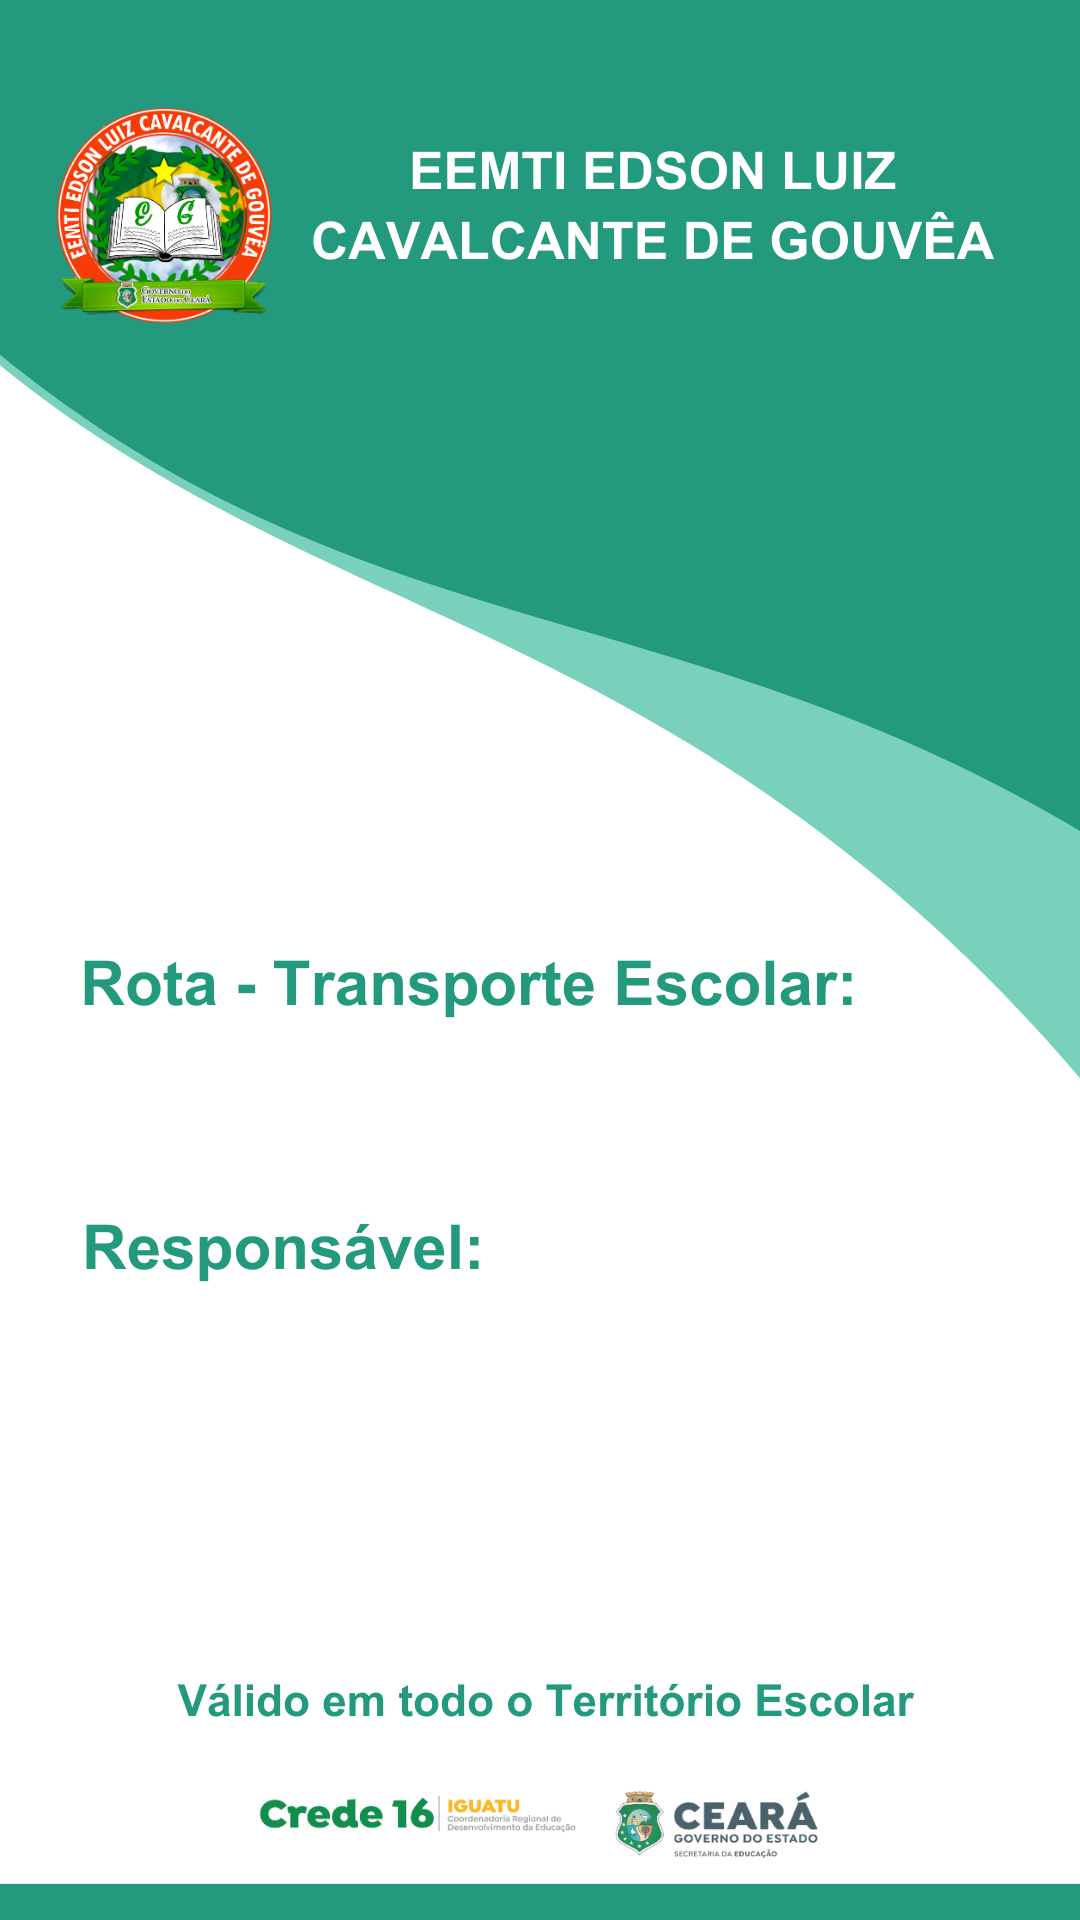 EEMTI EDSON LUIZ CAVALCANTE DE GOUVÊA
E G
GOVERNO DO
ESTADO DO CEARÁ
EEMTI EDSON LUIZ
CAVALCANTE DE GOUVÊA
Rota - Transporte Escolar:
Responsável:
Válido em todo o Território Escolar
Crede 16
IGUATU
Coordenadoria Regional de
Desenvolvimento da Educação
CEARÁ
GOVERNO DO ESTADO
SECRETARIA DA EDUCAÇÃO